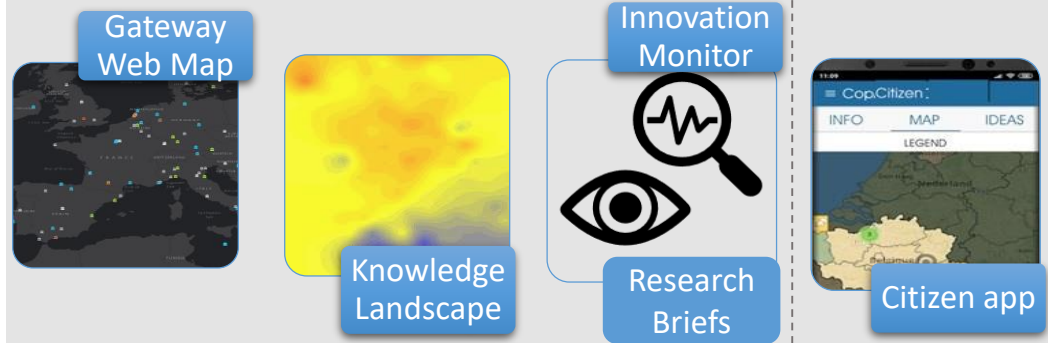 Gateway
Web Map
FRANCE
Knowledge
Landscape
Innovation
Monitor
Research
Briefs
11:09
Cop.Citizen:
INFO MAP IDEAS
LEGEND
Nederland
Citizen app